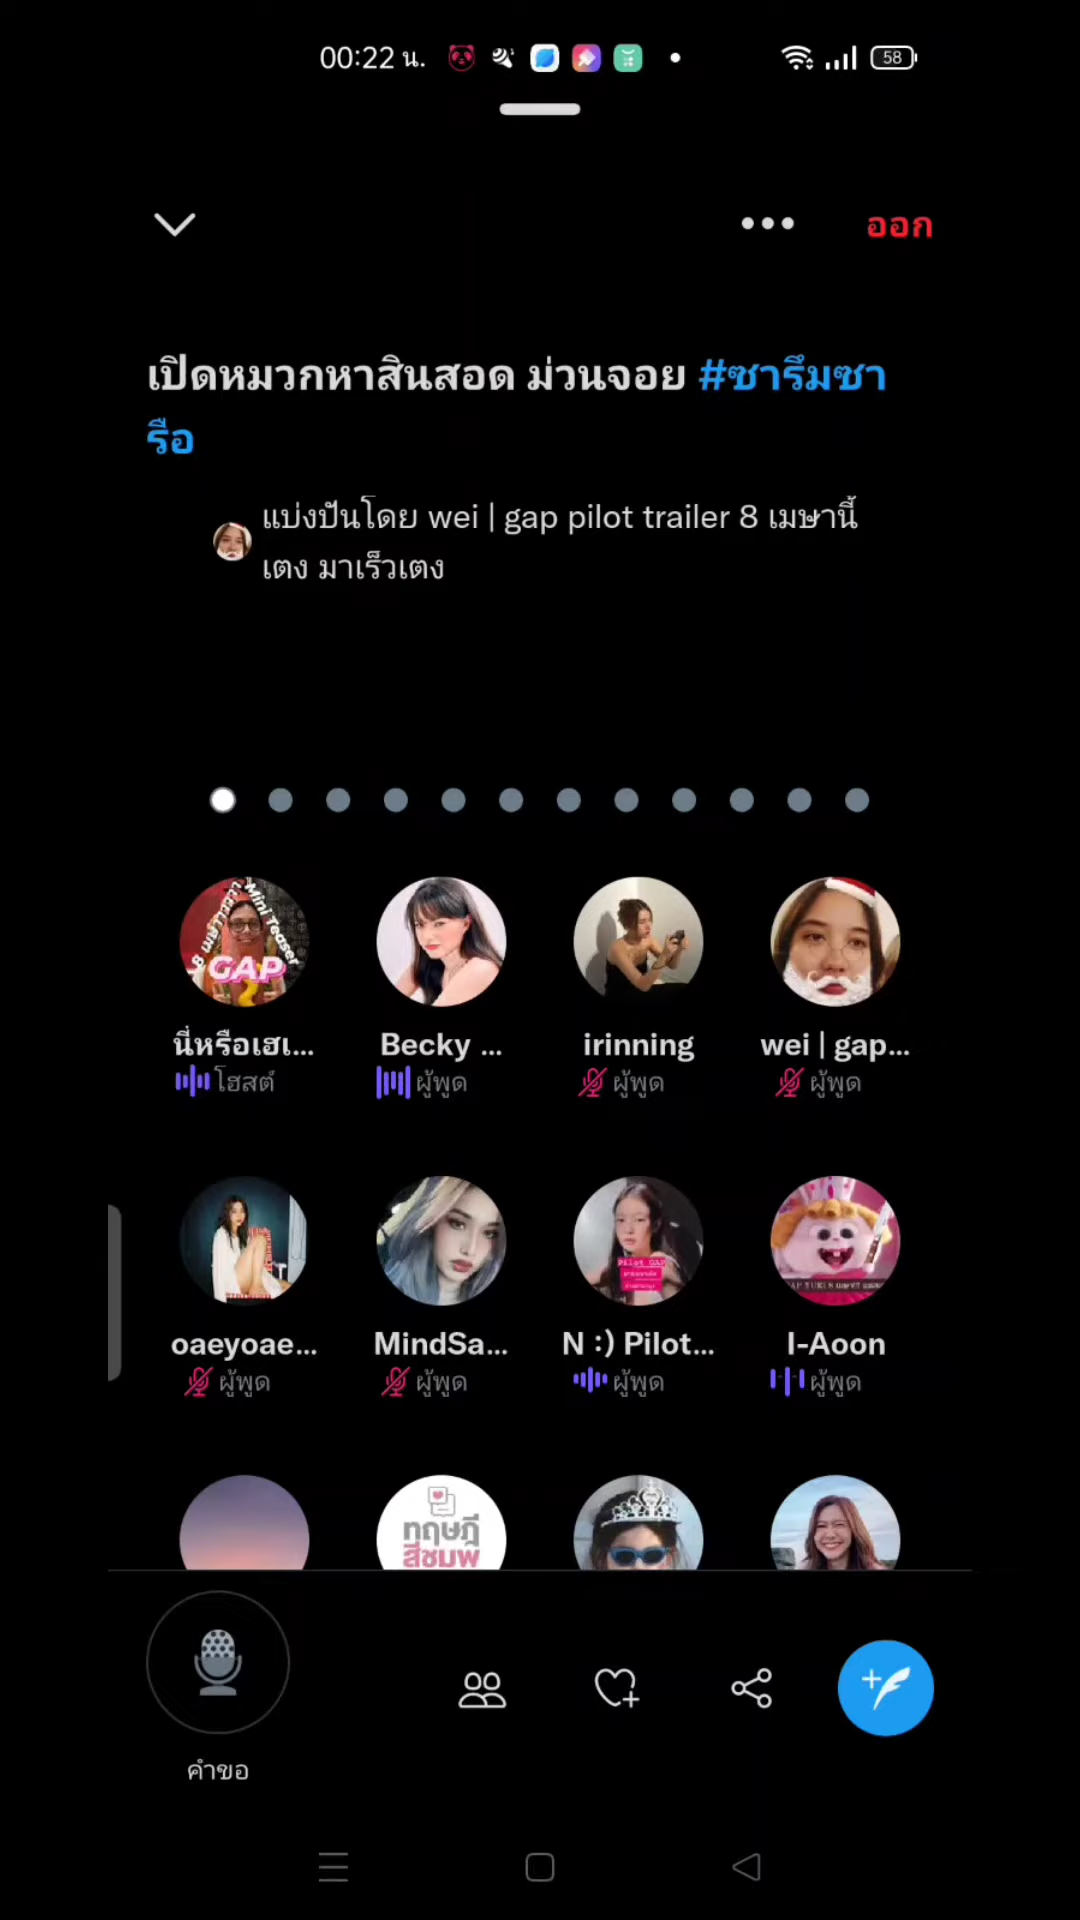 00:22 น.
58
ออก
เปิดหมวกหาสินสอด ม่วนจอย #ซารึมซา
รือ
แบ่งปันโดย wei | gap pilot trailer 8 เมษานี้
เตง มาเร็วเตง
Mini Teaser
GAP
นี่หรือเฮเ...
Becky ...
irinning
wei | gap...
โฮสต์
ผู้พูด
ผู้พูด
ผู้พูด
Pilot GAP
oaeyoae...
MindSa...
N :) Pilot...
I-Aoon
ผู้พูด
ผู้พูด
ผู้พูด
ผู้พูด
ทฤษฎี
สีชมพู
คำขอ